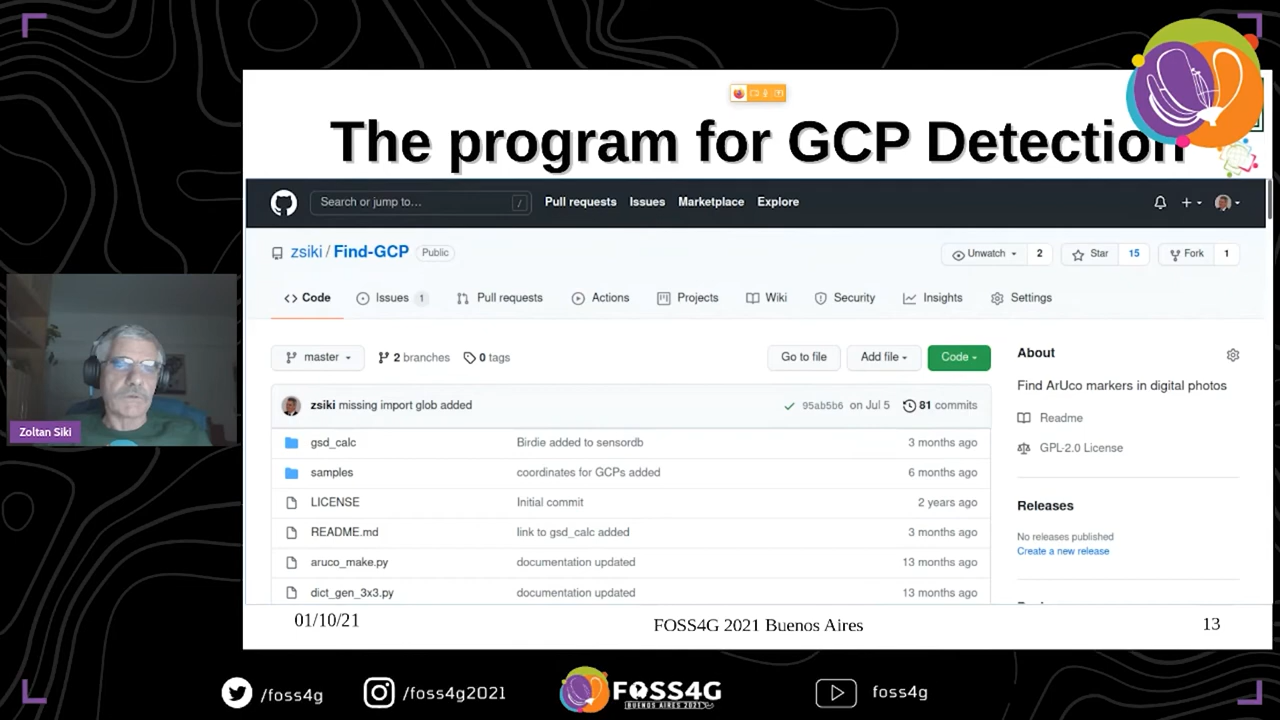 The program for GCP Detection
Search or jump to… /
Pull requests Issues Marketplace Explore
zsiki / Find-GCP Public
Unwatch 2 Star 15 Fork 1
Code Issues 1 Pull requests Actions Projects Wiki Security Insights Settings
master 2 branches 0 tags Go to file Add file Code
About
zsiki missing import glob added 95ab5b6 on Jul 5 81 commits
Find ArUco markers in digital photos
Readme
GPL-2.0 License
gsd_calc Birdie added to sensordb 3 months ago
samples coordinates for GCPs added 6 months ago
LICENSE Initial commit 2 years ago
README.md link to gsd_calc added 3 months ago
aruco_make.py documentation updated 13 months ago
dict_gen_3x3.py documentation updated 13 months ago
Releases
No releases published
Create a new release
Zoltan Siki
01/10/21 FOSS4G 2021 Buenos Aires 13
/foss4g /foss4g2021 FOSS4G foss4g
BUENOS AIRES 2021